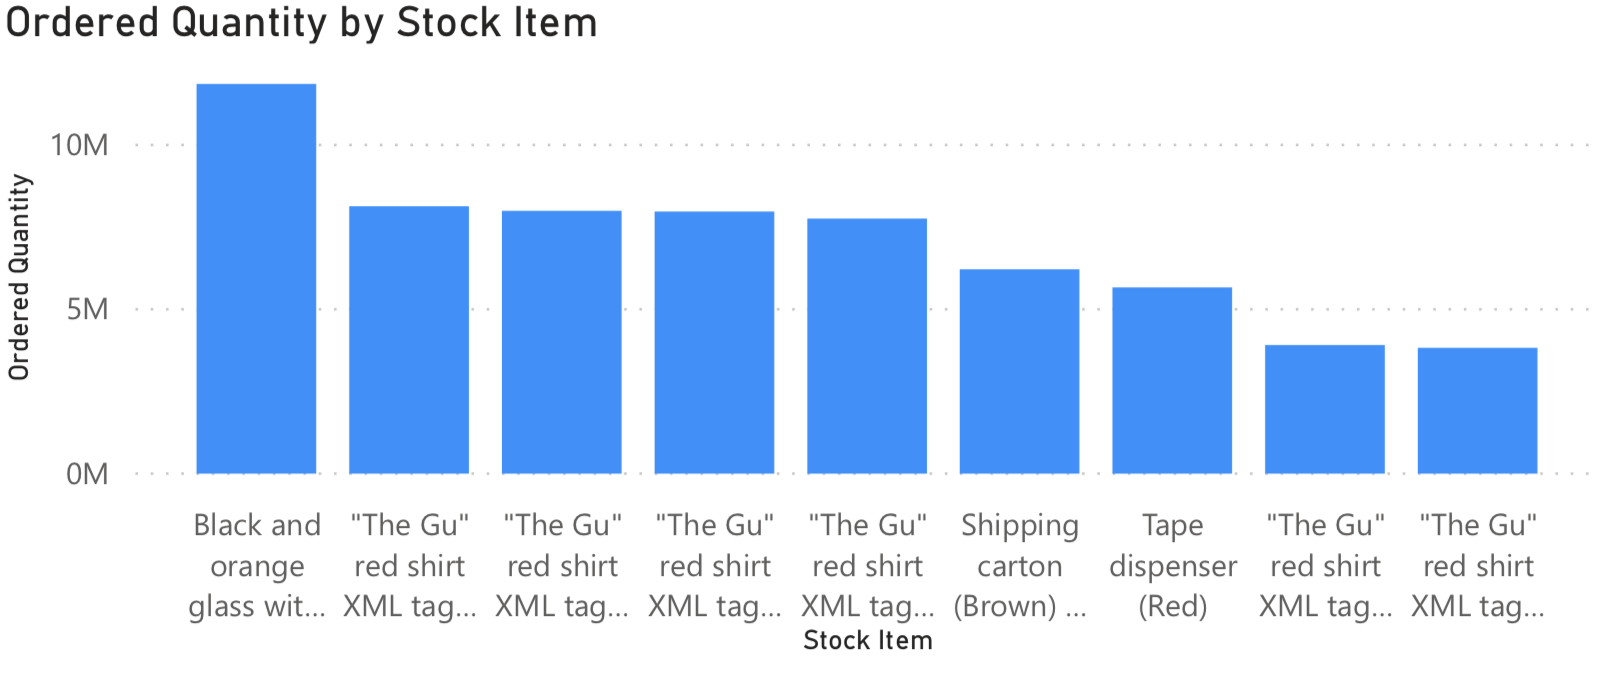 Ordered Quantity by Stock Item
Ordered Quantity
10M
5M
0M
Black and
orange
glass wit...
"The Gu"
red shirt
XML tag...
"The Gu"
red shirt
XML tag...
"The Gu"
red shirt
XML tag...
"The Gu"
red shirt
XML tag...
Shipping
carton
(Brown) ...
Tape
dispenser
(Red)
"The Gu"
red shirt
XML tag...
"The Gu"
red shirt
XML tag...
Stock Item